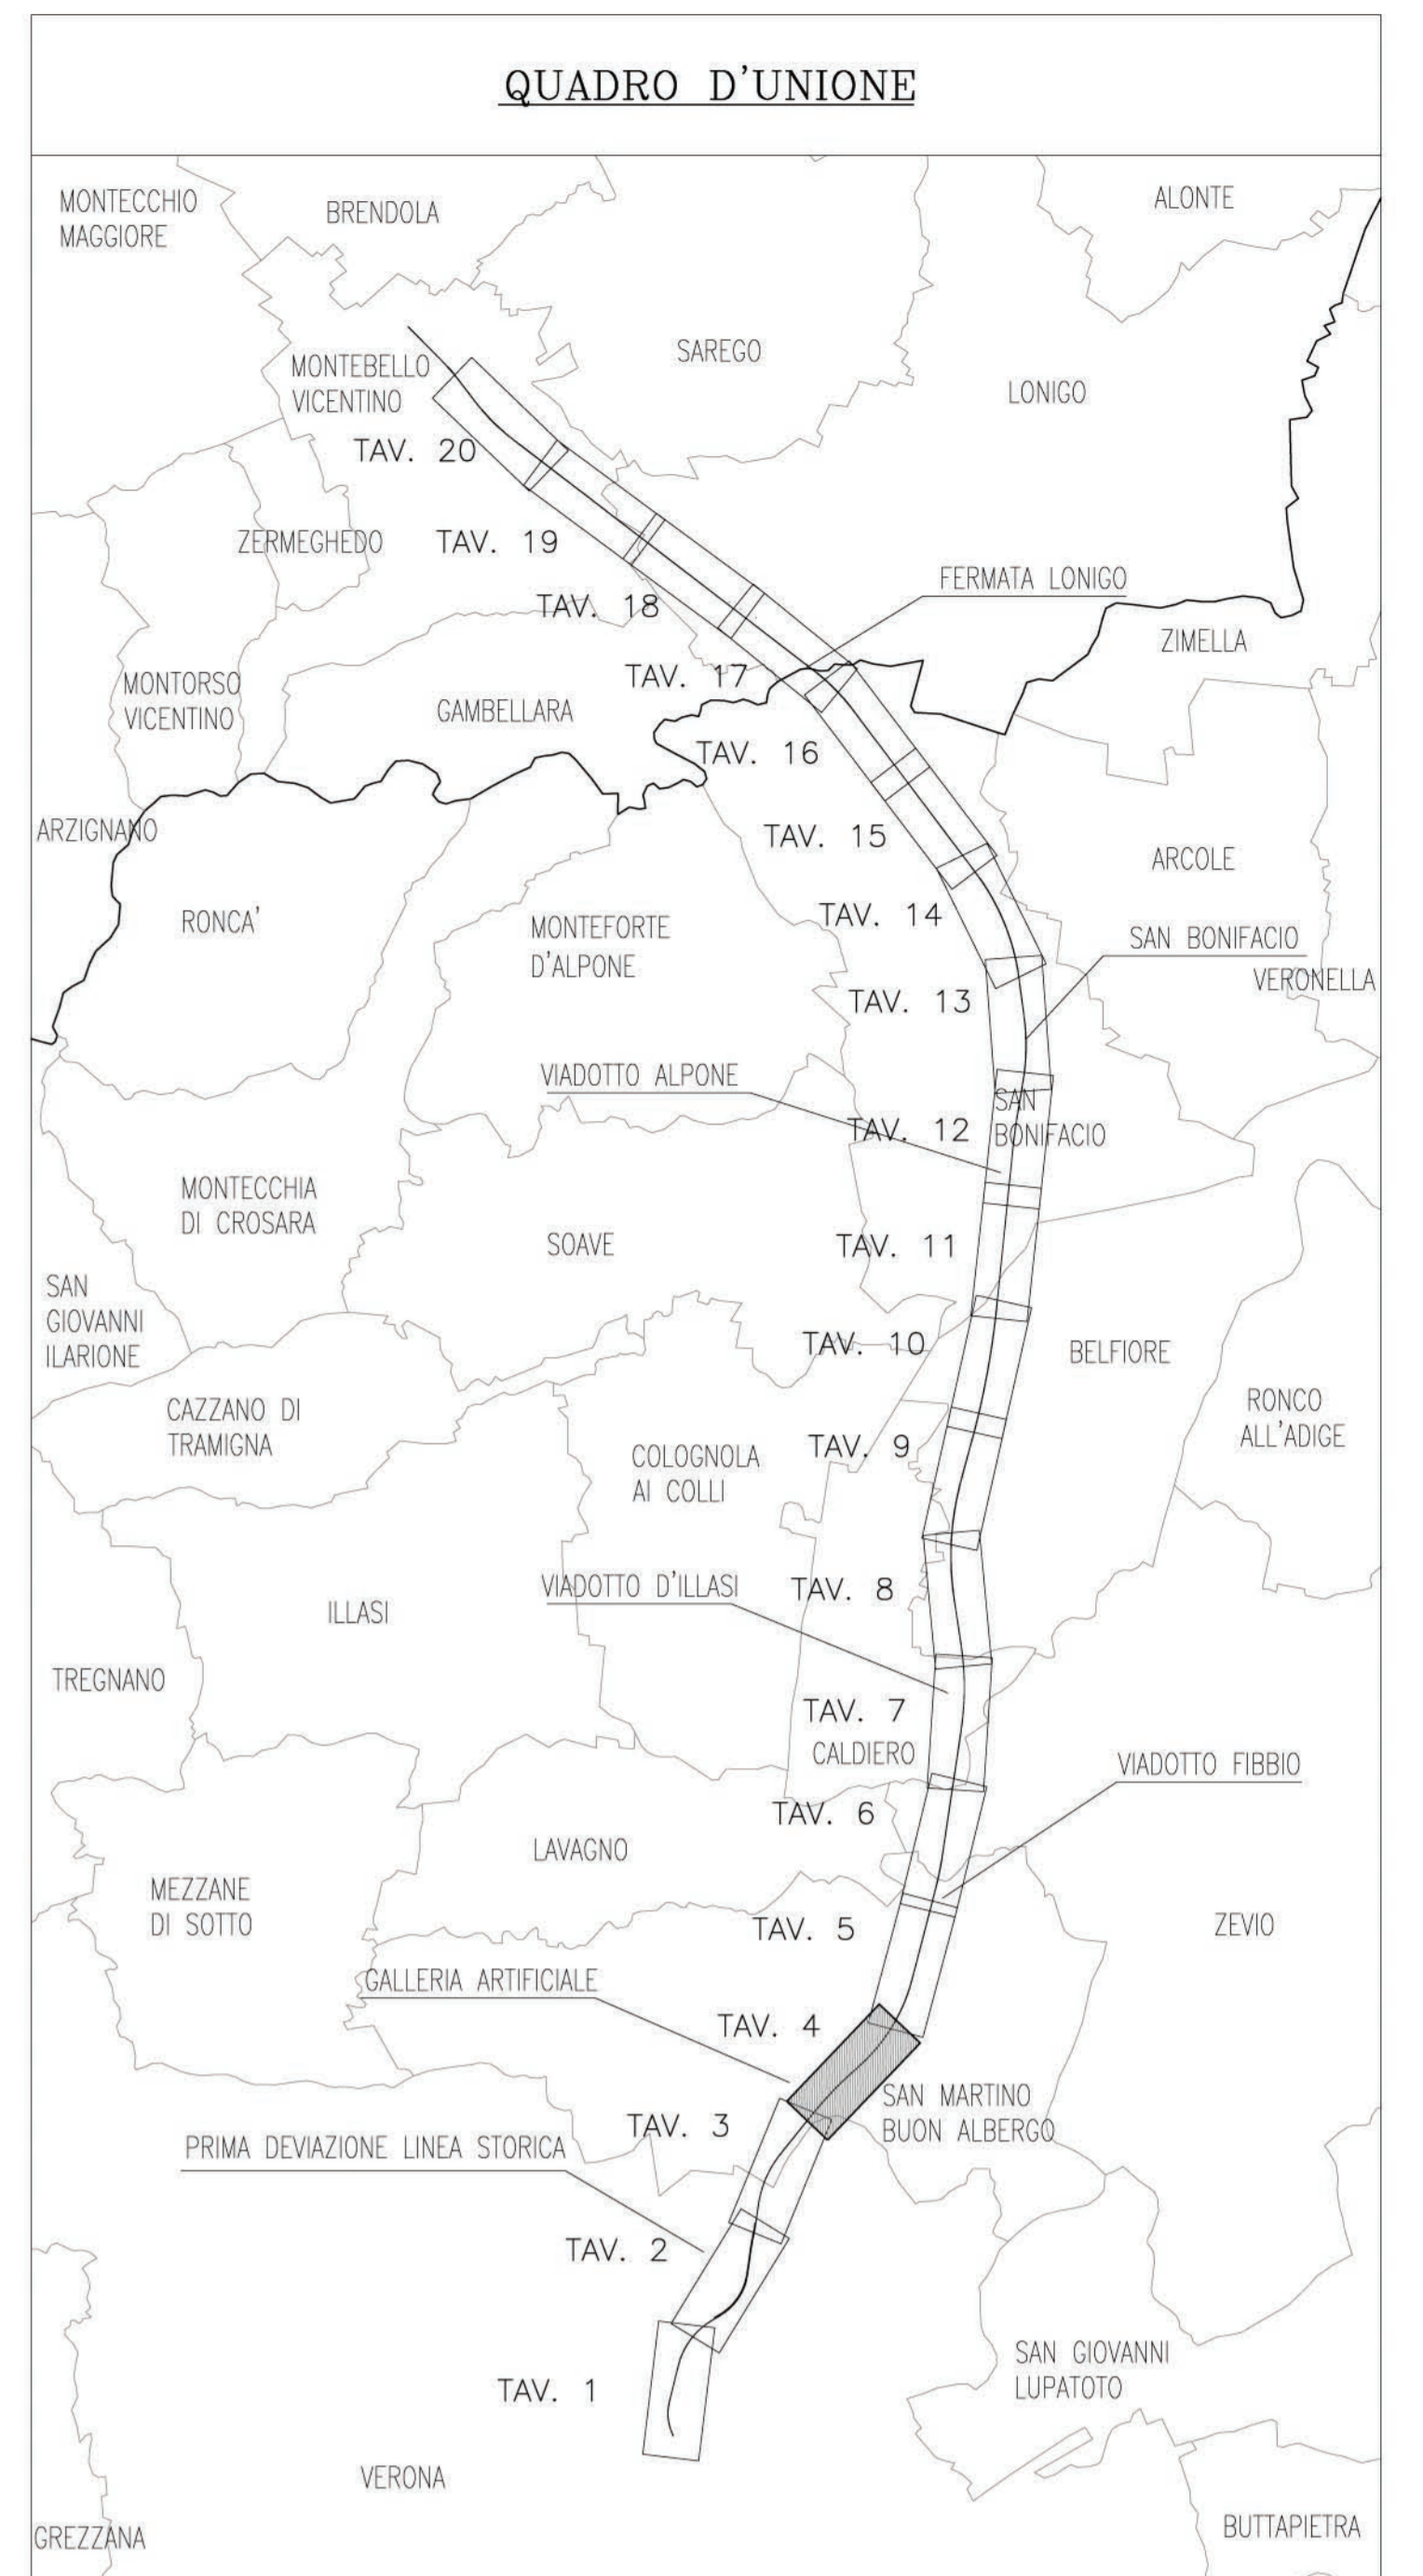 QUADRO D'UNIONE
MONTECCHIO
MAGGIORE
BRENDOLA
ALONTE
SAREGO
MONTEBELLO
VICENTINO
LONIGO
TAV. 20
ZERMEGHEDO
TAV. 19
FERMATA LONIGO
TAV. 18
ZIMELLA
TAV. 17
MONTORSO
VICENTINO
GAMBELLARA
TAV. 16
ARZIGNANO
TAV. 15
ARCOLE
RONCA'
TAV. 14
MONTEFORTE
D'ALPONE
SAN BONIFACIO
VERONELLA
TAV. 13
VIADOTTO ALPONE
SAN
BONIFACIO
TAV. 12
MONTECCHIA
DI CROSARA
SOAVE
TAV. 11
SAN
GIOVANNI
ILARIONE
TAV. 10
BELFIORE
CAZZANO DI
TRAMIGNA
RONCO
ALL'ADIGE
TAV. 9
COLOGNOLA
AI COLLI
VIADOTTO D'ILLASI
TAV. 8
ILLASI
TREGNANO
TAV. 7
CALDIERO
VIADOTTO FIBBIO
TAV. 6
LAVAGNO
MEZZANE
DI SOTTO
ZEVIO
TAV. 5
GALLERIA ARTIFICIALE
TAV. 4
SAN MARTINO
BUON ALBERGO
TAV. 3
PRIMA DEVIAZIONE LINEA STORICA
TAV. 2
SAN GIOVANNI
LUPATOTO
TAV. 1
VERONA
BUTTAPIETRA
GREZZANA